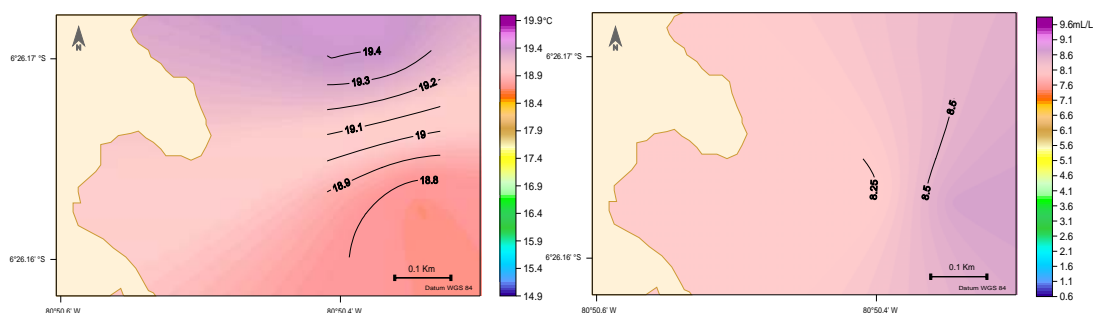 N
19.4
19.3
19.2
19.1
19
18.9
18.8
6°26.17' °S
6°26.16' °S
0.1 Km
Datum WGS 84
80°50.6' W
80°50.4' W
19.9°C
19.4
18.9
18.4
17.9
17.4
16.9
16.4
15.9
15.4
14.9
N
8.5
8.5
8.25
6°26.17' °S
6°26.16' °S
0.1 Km
Datum WGS 84
80°50.6' W
80°50.4' W
9.6mL/L
9.1
8.6
8.1
7.6
7.1
6.6
6.1
5.6
5.1
4.6
4.1
3.6
3.1
2.6
2.1
1.6
1.1
0.6